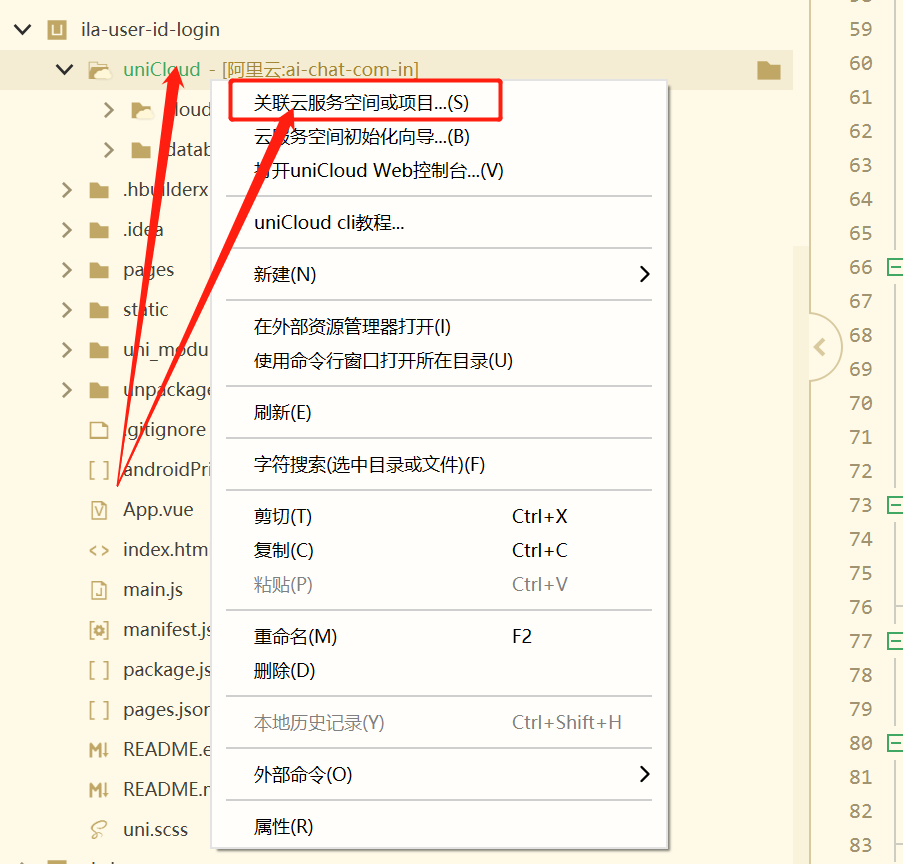 ila-user-id-login
uniCloud - [阿里云:ai-chat-com-in]
关联云服务空间或项目...(S)
云服务空间初始化向导...(B)
打开uniCloud Web控制台...(V)
.hbuilderx
uniCloud cli教程...
.idea
pages
新建(N)
static
在外部资源管理器打开(I)
uni_modu
使用命令行窗口打开所在目录(U)
unpackage
刷新(E)
.gitignore
androidPri
字符搜索(选中目录或文件)(F)
App.vue
剪切(T) Ctrl+X
index.htm
复制(C) Ctrl+C
粘贴(P) Ctrl+V
main.js
manifest.js
重命名(M) F2
package.js
删除(D)
pages.json
本地历史记录(Y) Ctrl+Shift+H
README.e
外部命令(O)
README.m
uni.scss
属性(R)
59
60
61
62
63
64
65
66
67
68
69
70
71
72
73
74
75
76
77
78
79
80
81
82
83